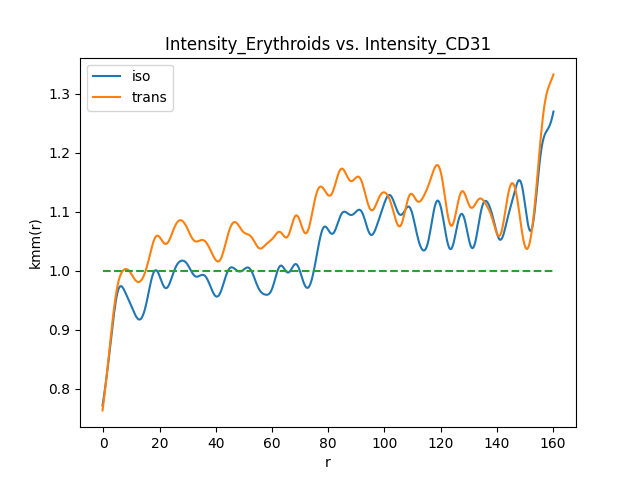 Intensity_Erythroids vs. Intensity_CD31
iso
trans
1.3
1.2
1.1
1.0
0.9
0.8
kmm(r)
0 20 40 60 80 100 120 140 160
r